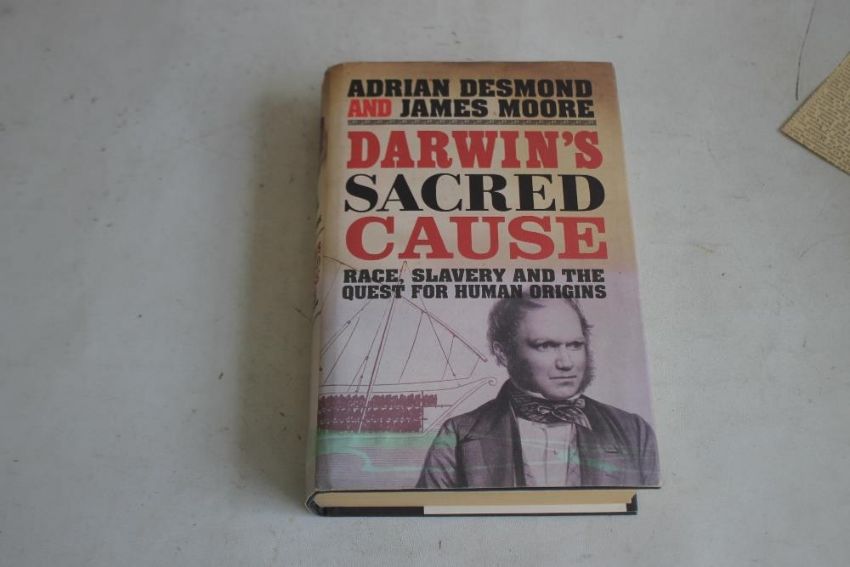 ADRIAN DESMOND
AND JAMES MOORE
DARWIN'S
SACRED
CAUSE
RACE, SLAVERY AND THE
QUEST FOR HUMAN ORIGINS